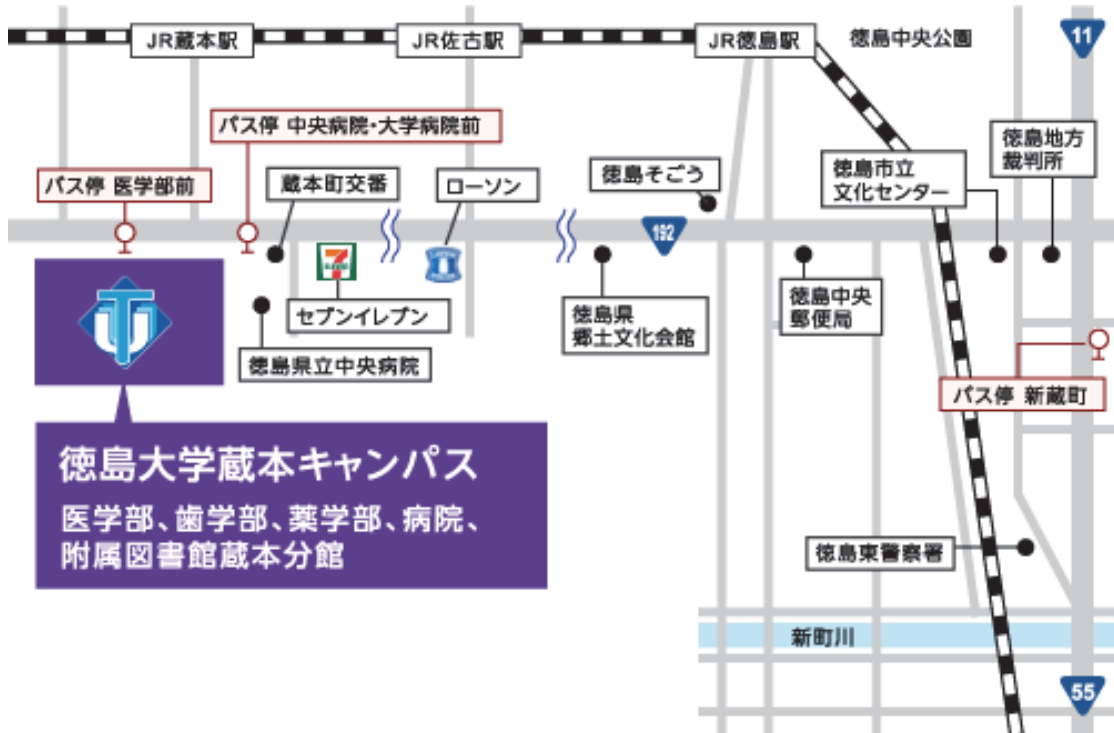 JR蔵本駅
JR佐古駅
JR徳島駅
徳島中央公園
11
バス停 中央病院・大学病院前
徳島地方
裁判所
バス停 医学部前
蔵本町交番
ローソン
徳島そごう
徳島市立
文化センター
192
セブンイレブン
徳島県
郷土文化会館
徳島中央
郵便局
徳島県立中央病院
バス停 新蔵町
徳島大学蔵本キャンパス
医学部、歯学部、薬学部、病院、
附属図書館蔵本分館
徳島東警察署
新町川
55